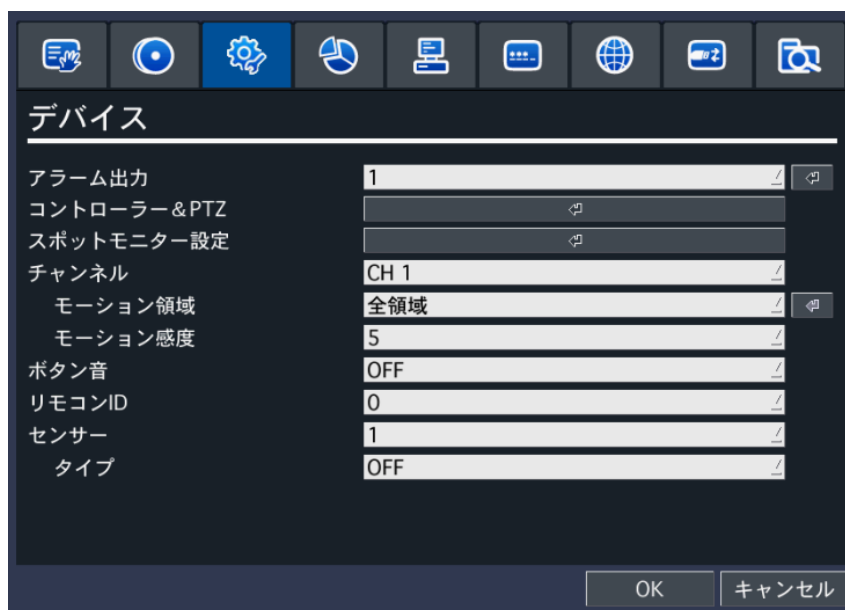 デバイス
アラーム出力 1
コントローラー＆PTZ
スポットモニター設定
チャンネル CH 1
モーション領域 全領域
モーション感度 5
ボタン音 OFF
リモコンID 0
センサー 1
タイプ OFF
OK キャンセル